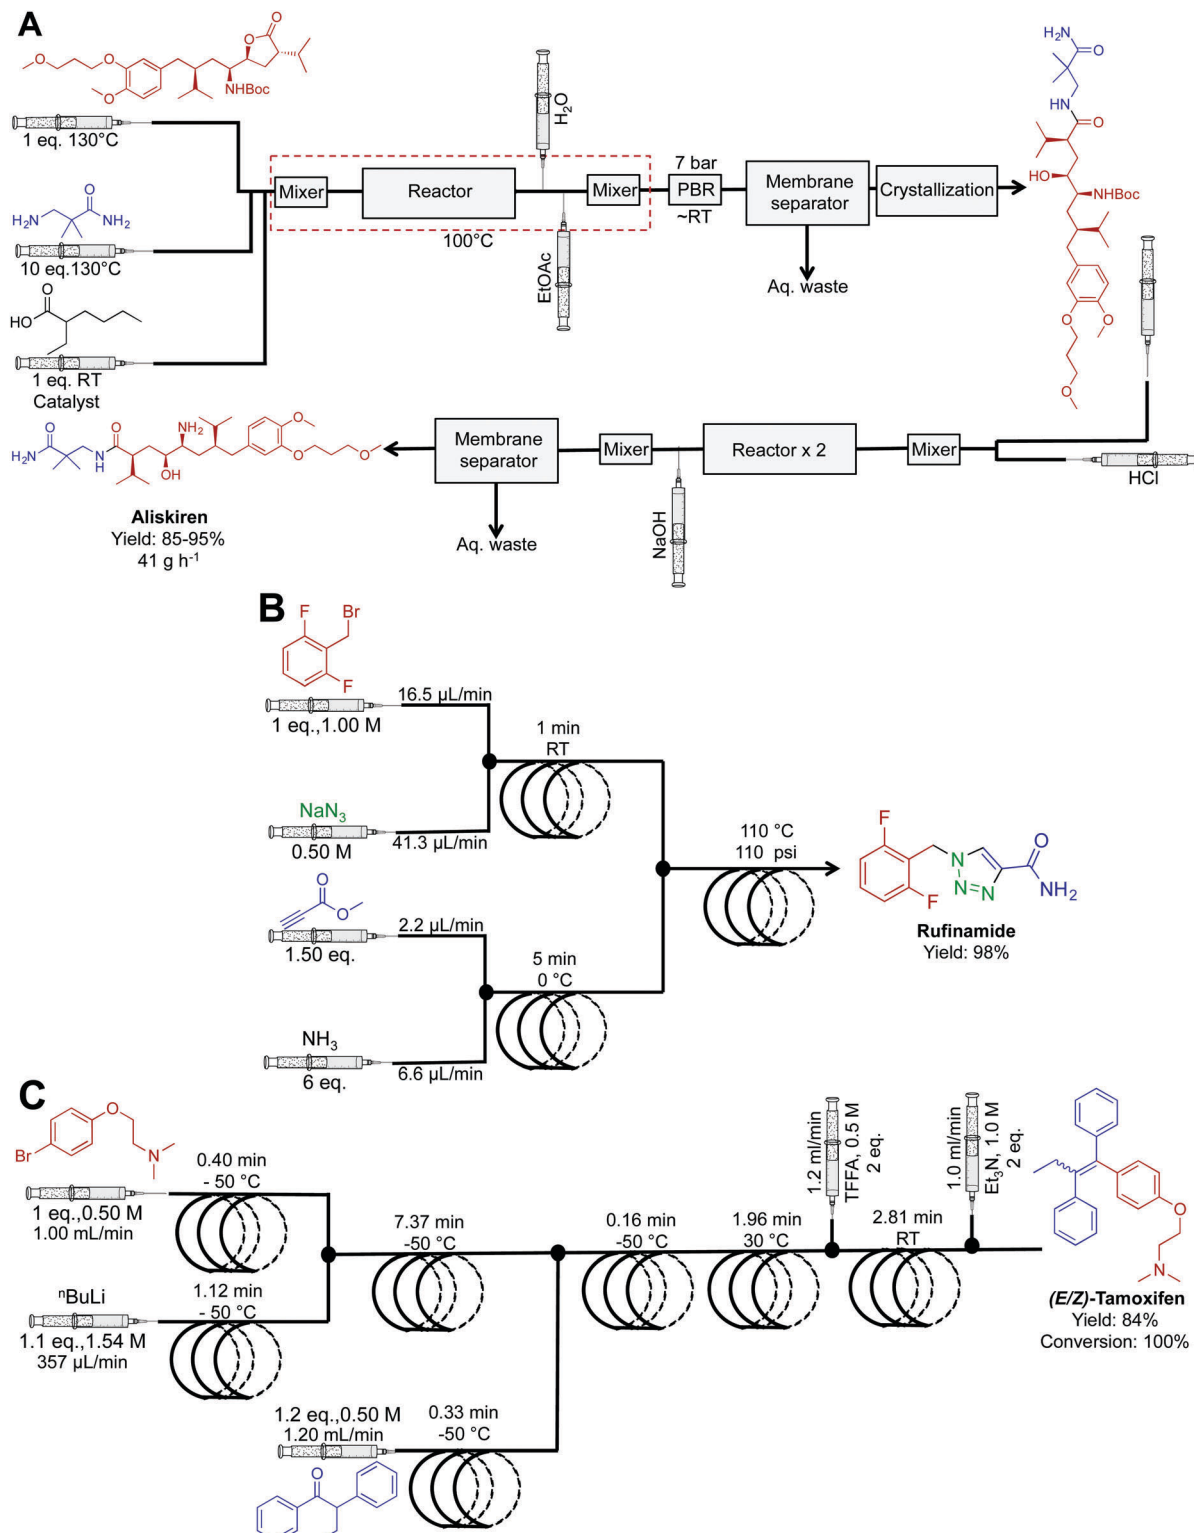 A
O
O
O
O
O
NHBoc
1 eq. 130°C
H2O
7 bar
Mixer
Reactor
Mixer
PBR
Membrane
separator
Crystallization
~RT
100°C
EtOAc
Aq. waste
O
H2N
NH2
10 eq.130°C
O
HO
1 eq. RT
Catalyst
H2N
O
HN
O
HO
NHBoc
O
O
O
HCl
O
H2N
O
N
H
NH2
OH
O
O
O
Aliskiren
Yield: 85-95%
41 g h-1
Membrane
separator
Mixer
Reactor x 2
Mixer
Aq. waste
NaOH
B
F
Br
F
16.5 µL/min
1 eq.,1.00 M
1 min
RT
NaN3
0.50 M
41.3 µL/min
O
O
2.2 µL/min
1.50 eq.
5 min
0 °C
NH3
6 eq.
6.6 µL/min
110 °C
110 psi
F
F
N
N
N
O
NH2
Rufinamide
Yield: 98%
C
Br
O
N
1 eq.,0.50 M
1.00 mL/min
0.40 min
- 50 °C
nBuLi
1.1 eq.,1.54 M
357 µL/min
1.12 min
- 50 °C
7.37 min
-50 °C
1.2 eq.,0.50 M
1.20 mL/min
0.33 min
-50 °C
O
0.16 min
-50 °C
1.96 min
30 °C
1.2 ml/min
TFFA, 0.5 M
2 eq.
2.81 min
RT
1.0 ml/min
Et3N, 1.0 M
2 eq.
O
N
(E/Z)-Tamoxifen
Yield: 84%
Conversion: 100%